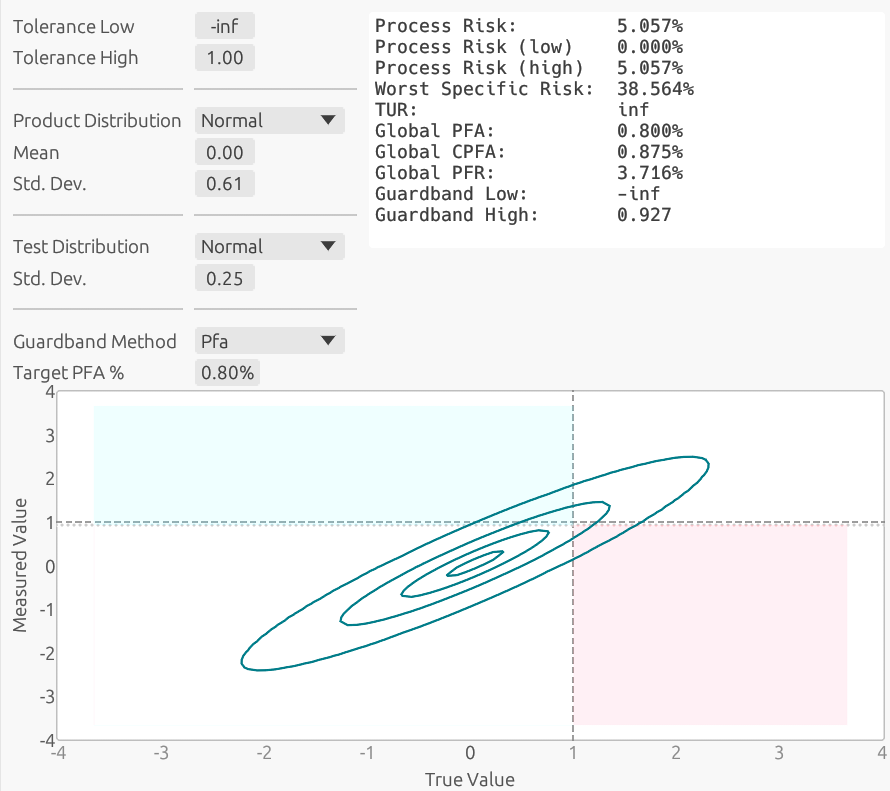 Tolerance Low -inf
Tolerance High 1.00
Product Distribution Normal
Mean 0.00
Std. Dev. 0.61
Test Distribution Normal
Std. Dev. 0.25
Guardband Method Pfa
Target PFA % 0.80%
Process Risk: 5.057%
Process Risk (low) 0.000%
Process Risk (high) 5.057%
Worst Specific Risk: 38.564%
TUR: inf
Global PFA: 0.800%
Global CPFA: 0.875%
Global PFR: 3.716%
Guardband Low: -inf
Guardband High: 0.927
Measured Value
4
3
2
1
0
-1
-2
-3
-4
-4 -3 -2 -1 0 1 2 3 4
True Value